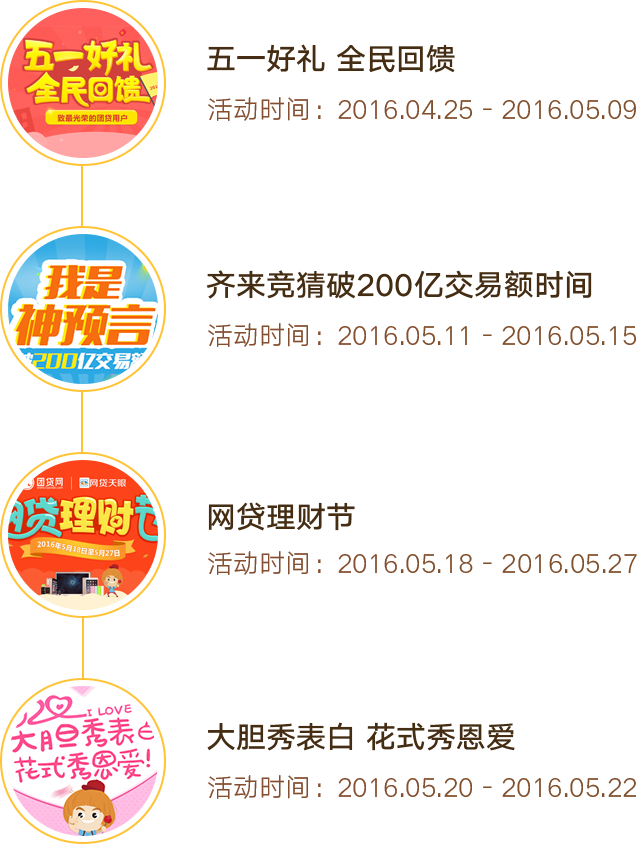 五一好礼
全民回馈
致最光荣的团贷用户
五一好礼 全民回馈
活动时间：2016.04.25 - 2016.05.09
我是
神预言
破200亿交易额
齐来竞猜破200亿交易额时间
活动时间：2016.05.11 - 2016.05.15
团贷网 网贷天眼
网贷理财节
2016年5月18日至5月27日
网贷理财节
活动时间：2016.05.18 - 2016.05.27
520 I LOVE
大胆秀表白
花式秀恩爱!
大胆秀表白 花式秀恩爱
活动时间：2016.05.20 - 2016.05.22